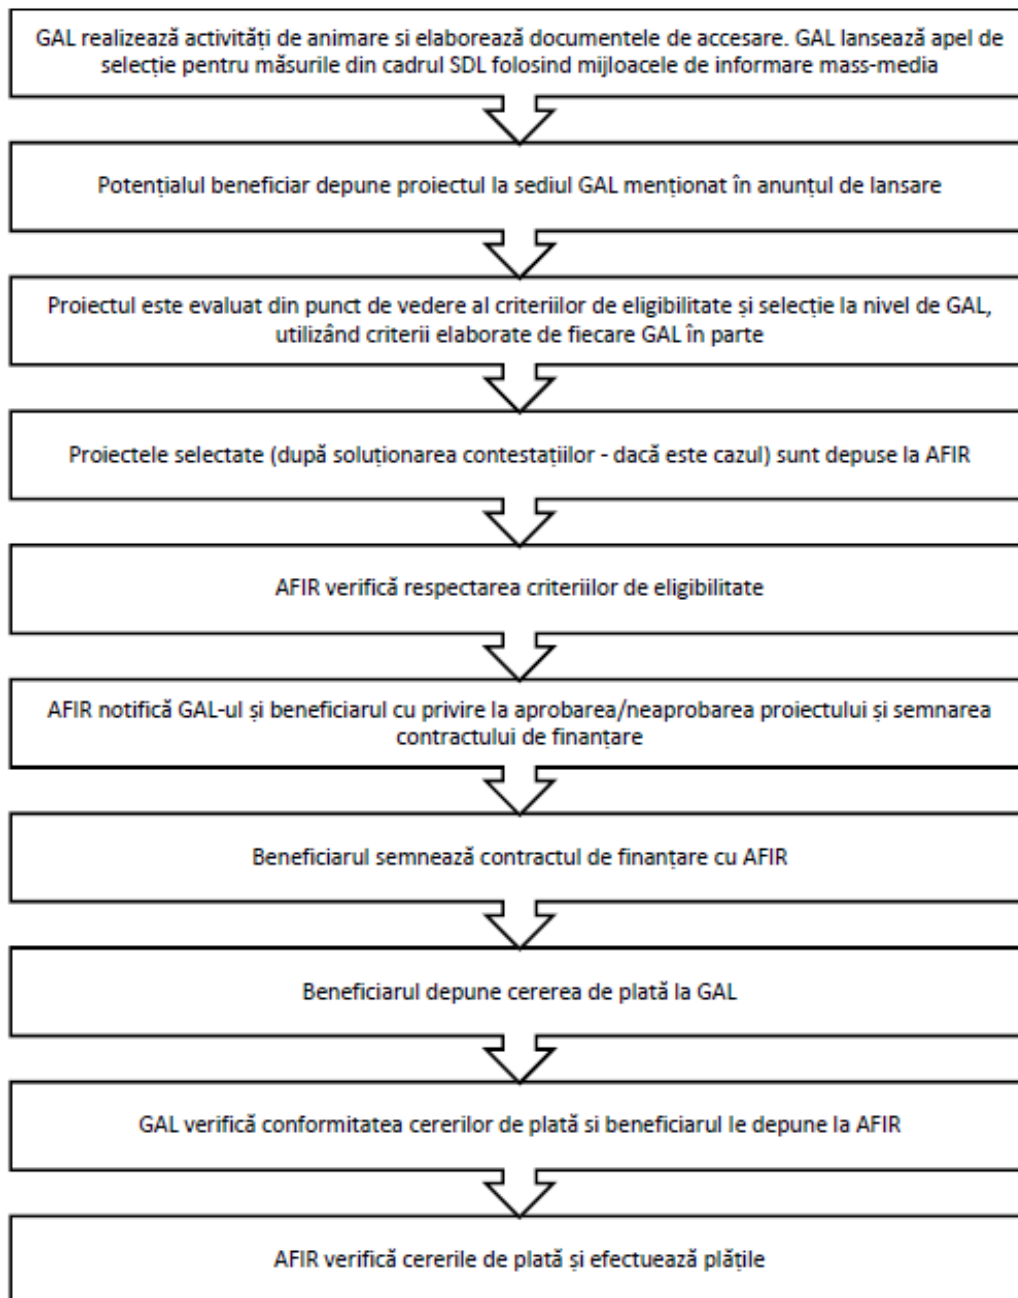 GAL realizează activități de animare si elaborează documentele de accesare. GAL lansează apel de
selecție pentru măsurile din cadrul SDL folosind mijloacele de informare mass-media
Potențialul beneficiar depune proiectul la sediul GAL menționat în anunțul de lansare
Proiectul este evaluat din punct de vedere al criteriilor de eligibilitate și selecție la nivel de GAL,
utilizând criterii elaborate de fiecare GAL în parte
Proiectele selectate (după soluționarea contestațiilor - dacă este cazul) sunt depuse la AFIR
AFIR verifică respectarea criteriilor de eligibilitate
AFIR notifică GAL-ul și beneficiarul cu privire la aprobarea/neaprobarea proiectului și semnarea
contractului de finanțare
Beneficiarul semnează contractul de finanțare cu AFIR
Beneficiarul depune cererea de plată la GAL
GAL verifică conformitatea cererilor de plată si beneficiarul le depune la AFIR
AFIR verifică cererile de plată și efectuează plățile